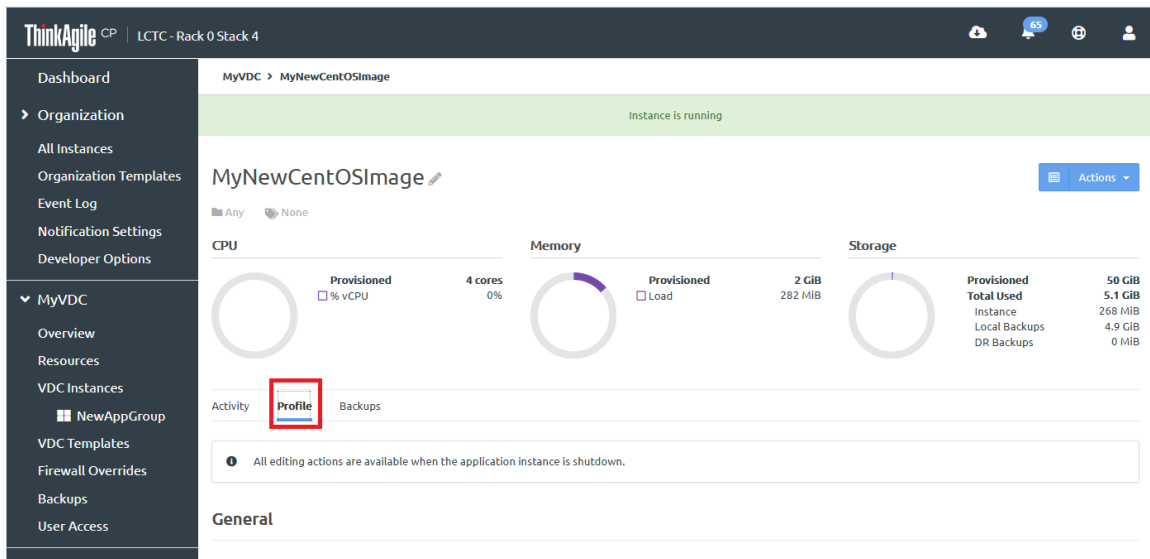 ThinkAgile CP | LCTC - Rack 0 Stack 4
65
Dashboard
Organization
All Instances
Organization Templates
Event Log
Notification Settings
Developer Options
MyVDC
Overview
Resources
VDC Instances
NewAppGroup
VDC Templates
Firewall Overrides
Backups
User Access
MyVDC > MyNewCentOSImage
Instance is running
MyNewCentOSImage
Actions
Any None
CPU
Provisioned 4 cores
% vCPU 0%
Memory
Provisioned 2 GiB
Load 282 MiB
Storage
Provisioned 50 GiB
Total Used 5.1 GiB
Instance 268 MiB
Local Backups 4.9 GiB
DR Backups 0 MiB
Activity Profile Backups
All editing actions are available when the application instance is shutdown.
General